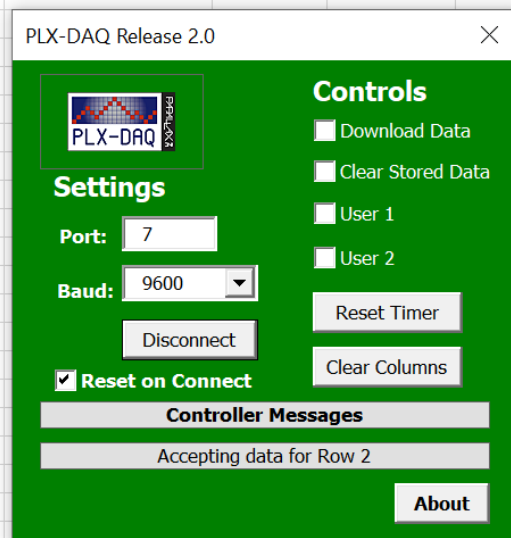 PLX-DAQ Release 2.0
PLX-DAQ
PARALLAX
Settings
Port: 7
Baud: 9600
Disconnect
Reset on Connect
Controls
Download Data
Clear Stored Data
User 1
User 2
Reset Timer
Clear Columns
Controller Messages
Accepting data for Row 2
About